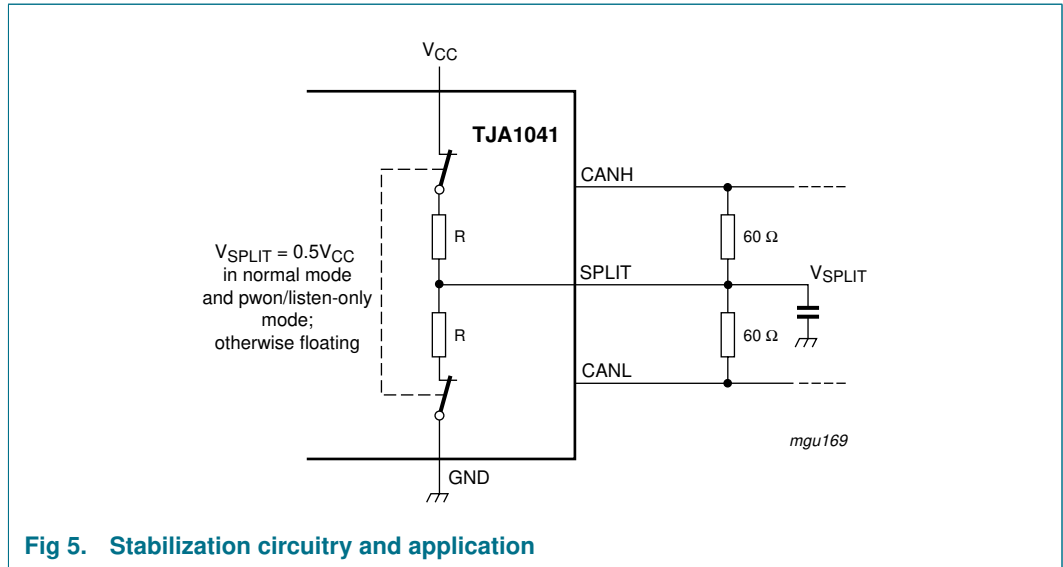 VCC
TJA1041
CANH
R
60 Ω
VSPLIT = 0.5VCC
in normal mode
and pwon/listen-only
mode;
otherwise floating
SPLIT
VSPLIT
R
60 Ω
CANL
mgu169
GND
Fig 5. Stabilization circuitry and application